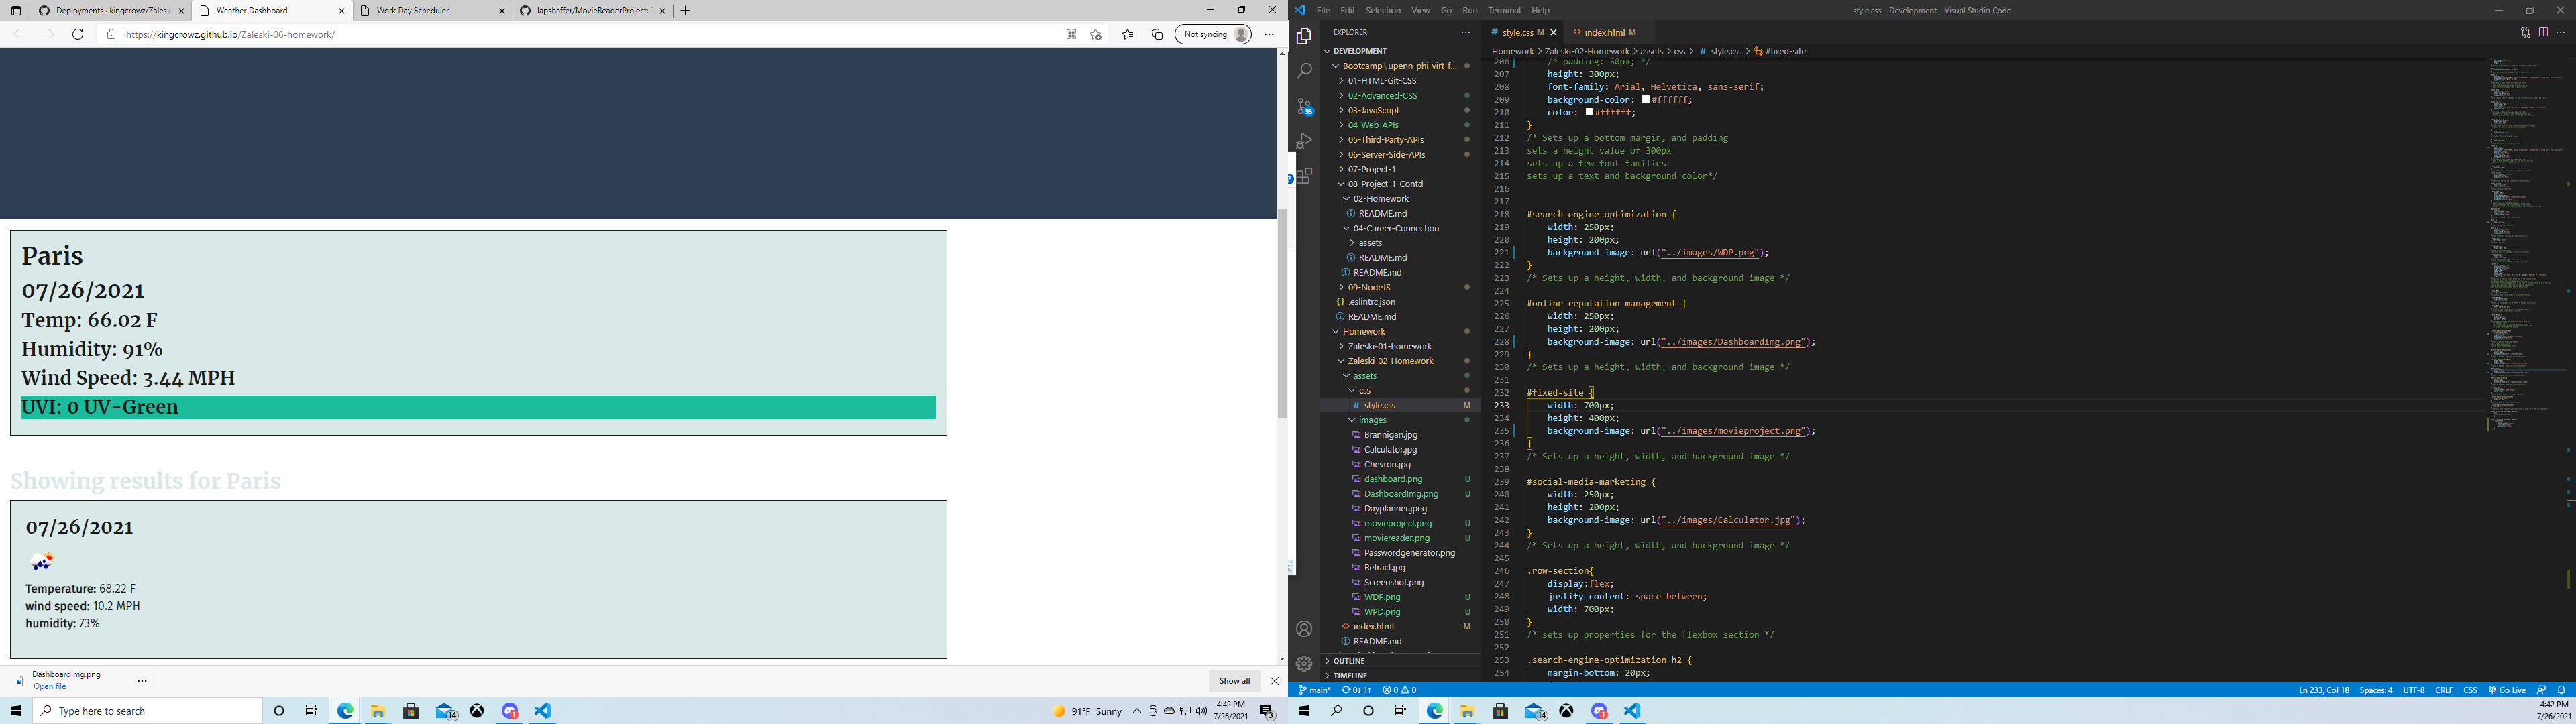 Deployments · kingcrowz/Zalesk
Weather Dashboard
Work Day Scheduler
lapshaffer/MovieReaderProject:
https://kingcrowz.github.io/Zaleski-06-homework/
Not syncing
Paris
07/26/2021
Temp: 66.02 F
Humidity: 91%
Wind Speed: 3.44 MPH
UVI: 0 UV-Green
Showing results for Paris
07/26/2021
Temperature: 68.22 F
wind speed: 10.2 MPH
humidity: 73%
DashboardImg.png
Open file
Show all
Type here to search
14
1
91°F Sunny
4:42 PM
7/26/2021
3
File Edit Selection View Go Run Terminal Help
style.css - Development - Visual Studio Code
EXPLORER
DEVELOPMENT
Bootcamp \ upenn-phi-virt-f...
01-HTML-Git-CSS
02-Advanced-CSS
03-JavaScript
04-Web-APIs
05-Third-Party-APIs
06-Server-Side-APIs
07-Project-1
08-Project-1-Contd
02-Homework
README.md
04-Career-Connection
assets
README.md
README.md
09-NodeJS
.eslintrc.json
README.md
Homework
Zaleski-01-homework
Zaleski-02-Homework
assets
css
style.css M
images
Brannigan.jpg
Calculator.jpg
Chevron.jpg
dashboard.png U
DashboardImg.png U
Dayplanner.jpeg
movieproject.png U
moviereader.png U
Passwordgenerator.png
Refract.jpg
Screenshot.png
WDP.png U
WPD.png U
index.html M
README.md
OUTLINE
TIMELINE
95
style.css M
index.html M
Homework > Zaleski-02-Homework > assets > css > style.css > #fixed-site
206 /* padding: 50px; */
207 height: 300px;
208 font-family: Arial, Helvetica, sans-serif;
209 background-color: #ffffff;
210 color: #ffffff;
211 }
212 /* Sets up a bottom margin, and padding
213 sets a height value of 300px
214 sets up a few font families
215 sets up a text and background color*/
216
217
218 #search-engine-optimization {
219 width: 250px;
220 height: 200px;
221 background-image: url("../images/WDP.png");
222 }
223 /* Sets up a height, width, and background image */
224
225 #online-reputation-management {
226 width: 250px;
227 height: 200px;
228 background-image: url("../images/DashboardImg.png");
229 }
230 /* Sets up a height, width, and background image */
231
232 #fixed-site {
233 width: 700px;
234 height: 400px;
235 background-image: url("../images/movieproject.png");
236 }
237 /* Sets up a height, width, and background image */
238
239 #social-media-marketing {
240 width: 250px;
241 height: 200px;
242 background-image: url("../images/Calculator.jpg");
243 }
244 /* Sets up a height, width, and background image */
245
246 .row-section{
247 display:flex;
248 justify-content: space-between;
249 width: 700px;
250 }
251 /* sets up properties for the flexbox section */
252
253 .search-engine-optimization h2 {
254 margin-bottom: 20px;
main* 0↓ 1↑ 0 0
Ln 233, Col 18 Spaces: 4 UTF-8 CRLF CSS Go Live
14
1
4:42 PM
7/26/2021